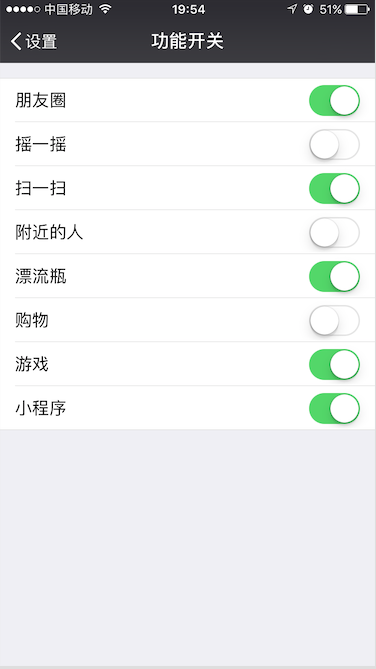 中国移动 19:54 51%
设置 功能开关
朋友圈
摇一摇
扫一扫
附近的人
漂流瓶
购物
游戏
小程序